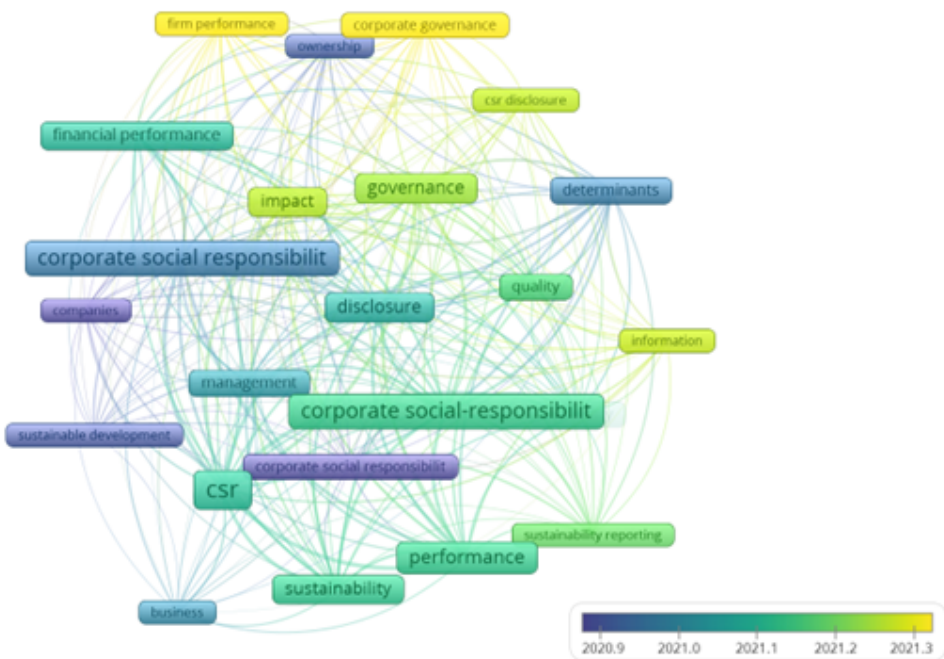 firm performance
corporate governance
ownership
csr disclosure
financial performance
governance
determinants
impact
corporate social responsibilit
quality
companies
disclosure
information
management
corporate social-responsibilit
sustainable development
corporate social responsibilit
csr
sustainability reporting
performance
sustainability
business
2020.9 2021.0 2021.1 2021.2 2021.3